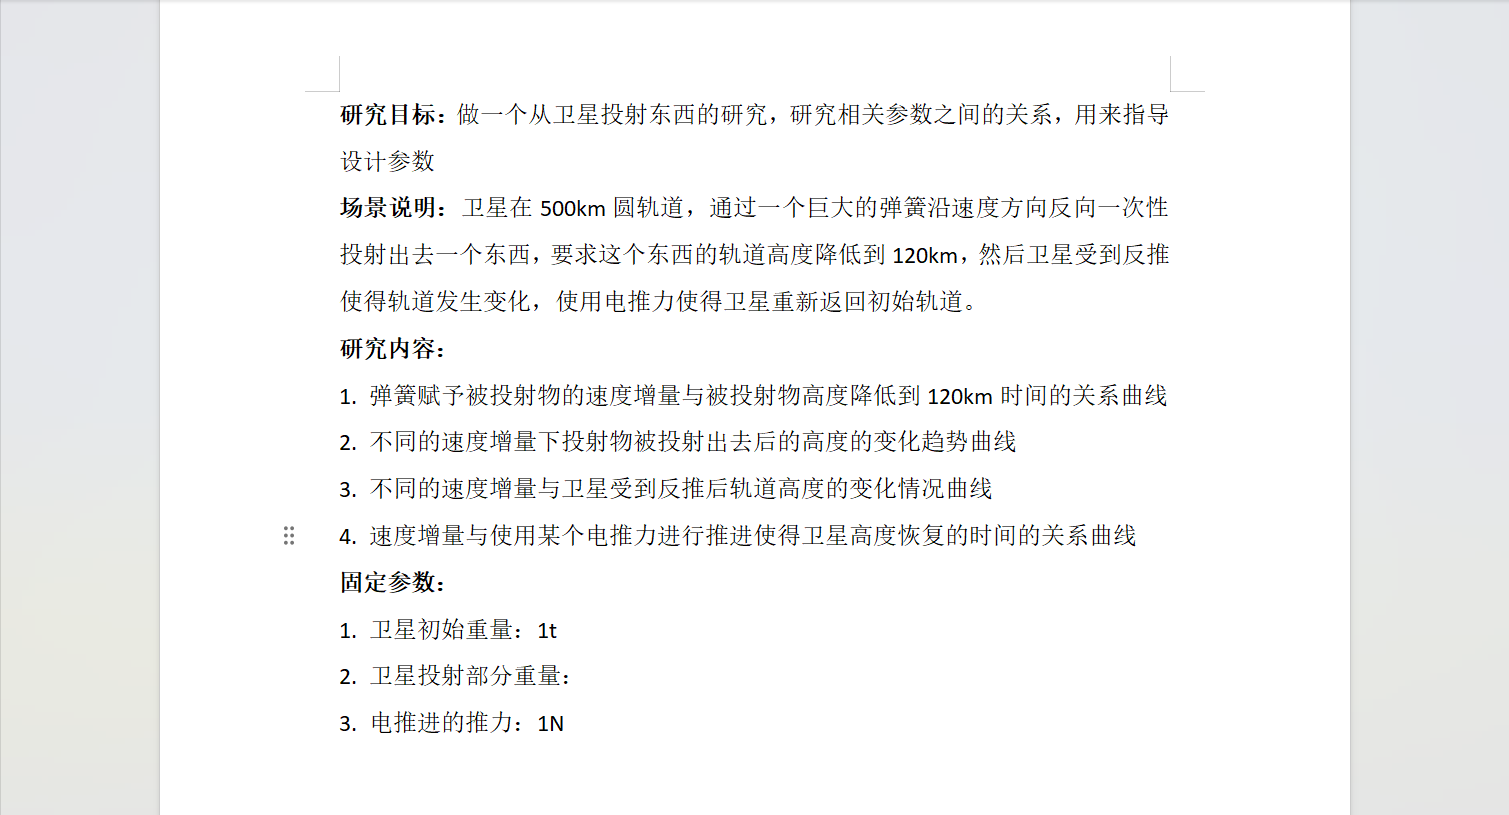 研究目标：做一个从卫星投射东西的研究，研究相关参数之间的关系，用来指导
设计参数
场景说明：卫星在 500km 圆轨道，通过一个巨大的弹簧沿速度方向反向一次性
投射出去一个东西，要求这个东西的轨道高度降低到 120km，然后卫星受到反推
使得轨道发生变化，使用电推力使得卫星重新返回初始轨道。
研究内容：
1. 弹簧赋予被投射物的速度增量与被投射物高度降低到 120km 时间的关系曲线
2. 不同的速度增量下投射物被投射出去后的高度的变化趋势曲线
3. 不同的速度增量与卫星受到反推后轨道高度的变化情况曲线
4. 速度增量与使用某个电推力进行推进使得卫星高度恢复的时间的关系曲线
固定参数：
1. 卫星初始重量：1t
2. 卫星投射部分重量：
3. 电推进的推力：1N